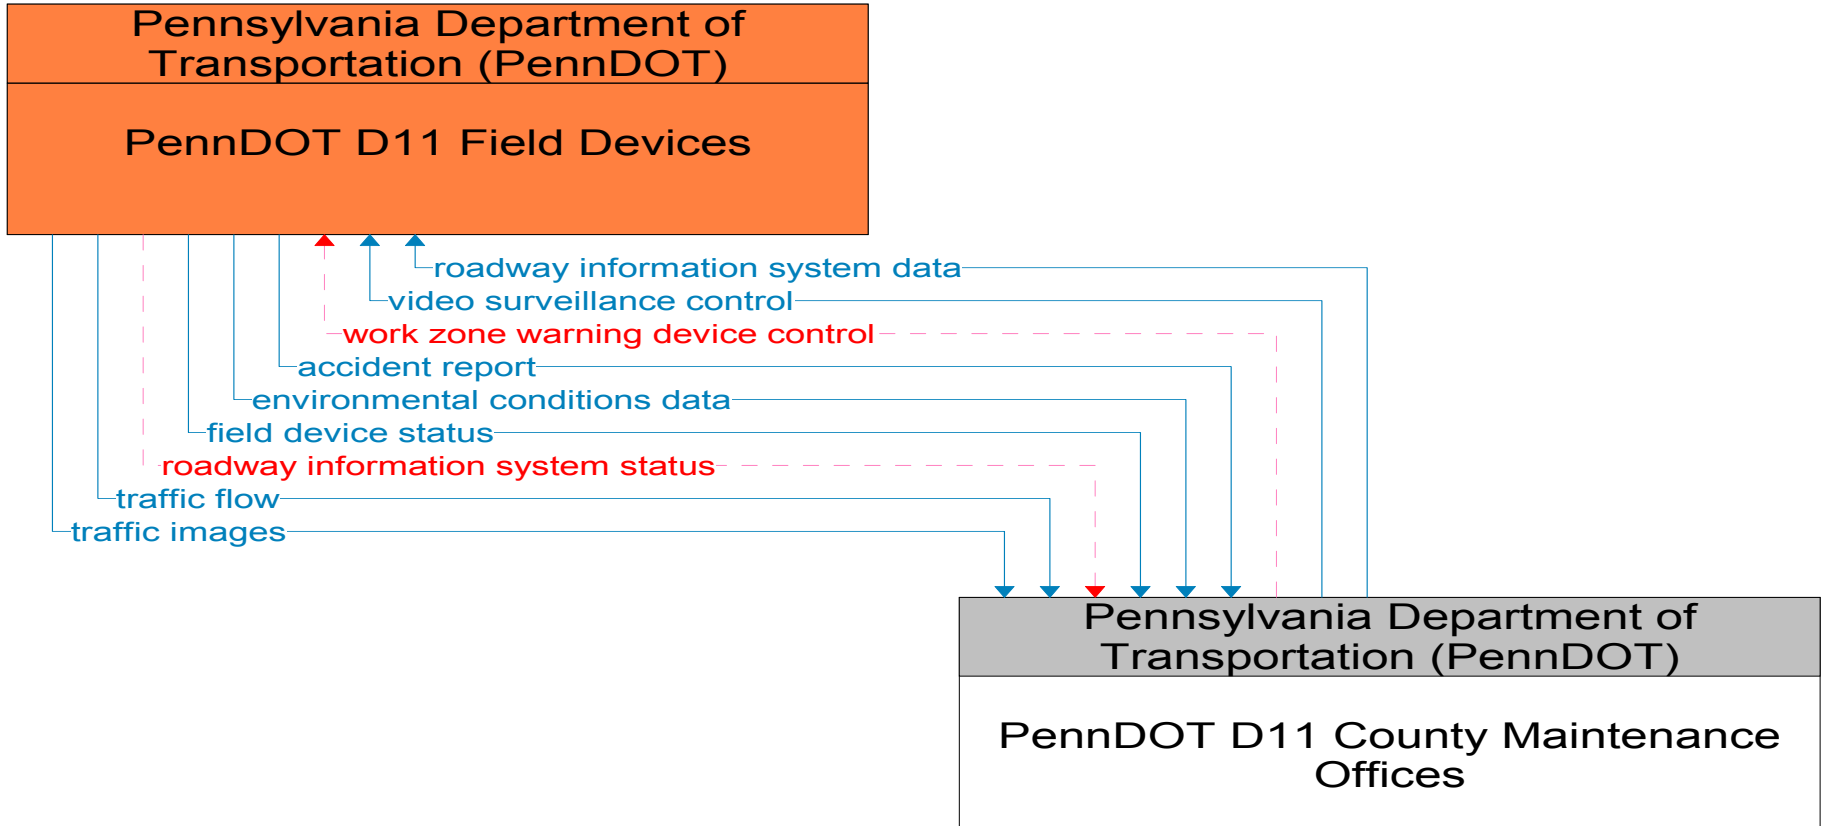 Pennsylvania Department of
Transportation (PennDOT)
PennDOT D11 Field Devices
roadway information system data
video surveillance control
work zone warning device control
accident report
environmental conditions data
field device status
roadway information system status
traffic flow
traffic images
Pennsylvania Department of
Transportation (PennDOT)
PennDOT D11 County Maintenance
Offices